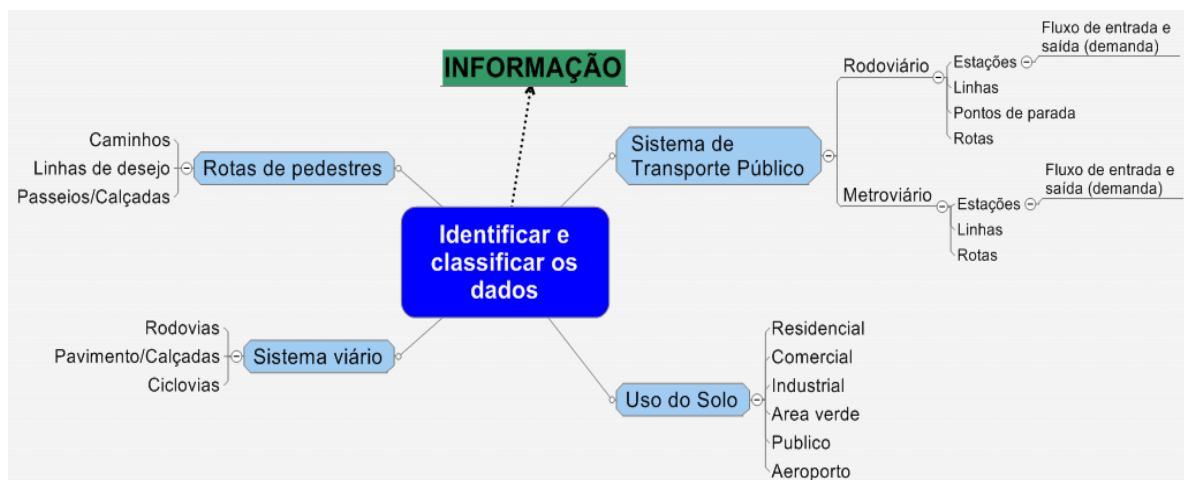 INFORMAÇÃO
Identificar e
classificar os
dados
Rotas de pedestres
Caminhos
Linhas de desejo
Passeios/Calçadas
Sistema viário
Rodovias
Pavimento/Calçadas
Ciclovias
Sistema de
Transporte Público
Rodoviário
Estações
Fluxo de entrada e
saída (demanda)
Linhas
Pontos de parada
Rotas
Metroviário
Estações
Fluxo de entrada e
saída (demanda)
Linhas
Rotas
Uso do Solo
Residencial
Comercial
Industrial
Area verde
Publico
Aeroporto